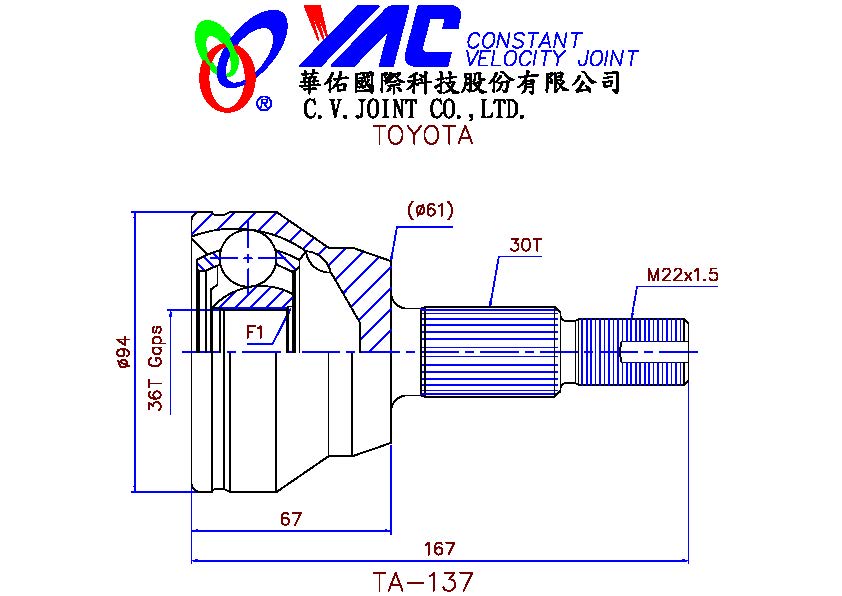 YAC CONSTANT
VELOCITY JOINT
®
華佑國際科技股份有限公司
C.V.JOINT CO.,LTD.
TOYOTA
(ø61)
30T
M22x1.5
F1
ø94
36T Gaps
67
167
TA-137